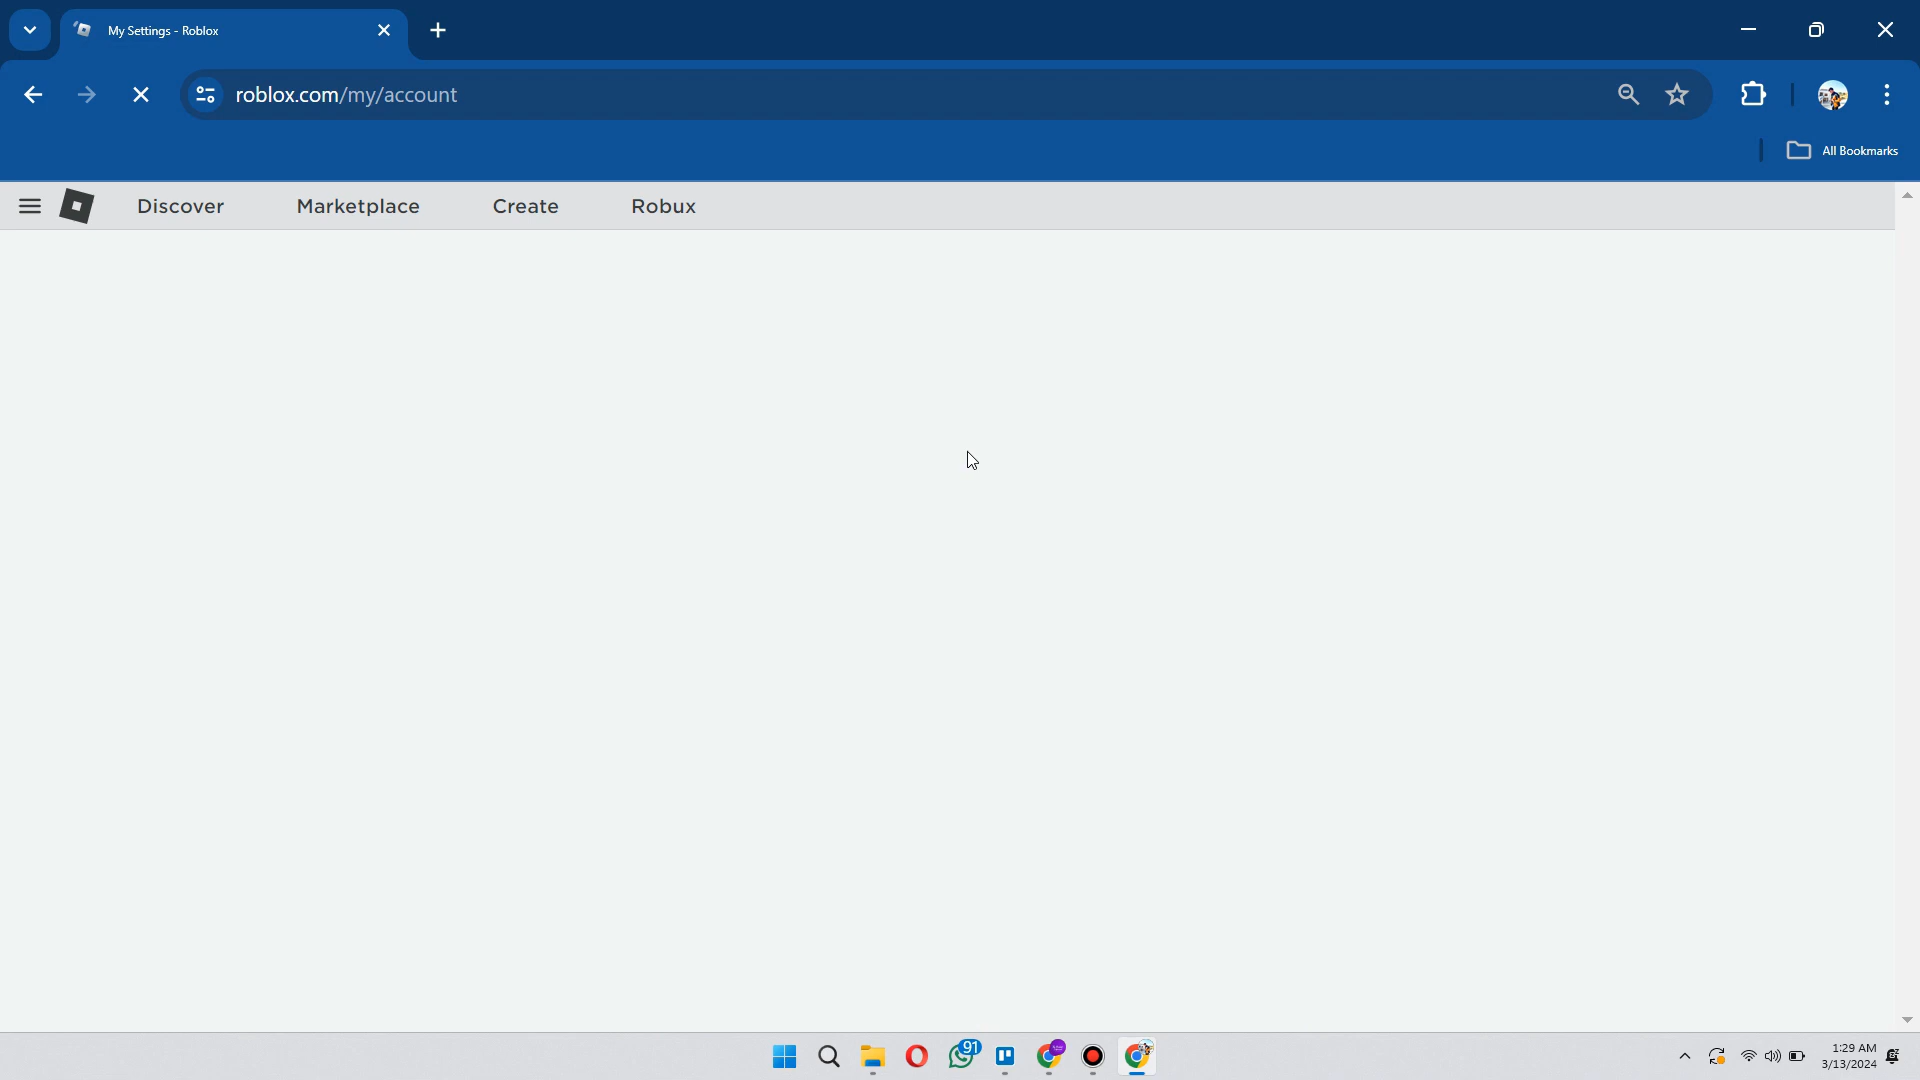 My Settings - Roblox
roblox.com/my/account
All Bookmarks
Discover Marketplace Create Robux
91
1:29 AM
3/13/2024